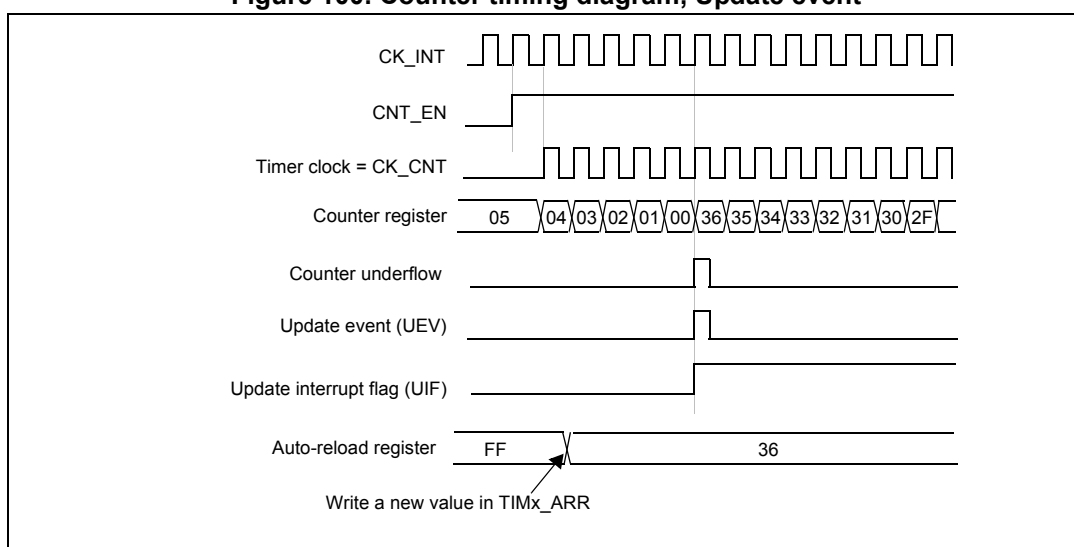 Figure 166. Counter timing diagram, Update event
CK_INT
CNT_EN
Timer clock = CK_CNT
Counter register 05 04 03 02 01 00 36 35 34 33 32 31 30 2F
Counter underflow
Update event (UEV)
Update interrupt flag (UIF)
Auto-reload register FF 36
Write a new value in TIMx_ARR